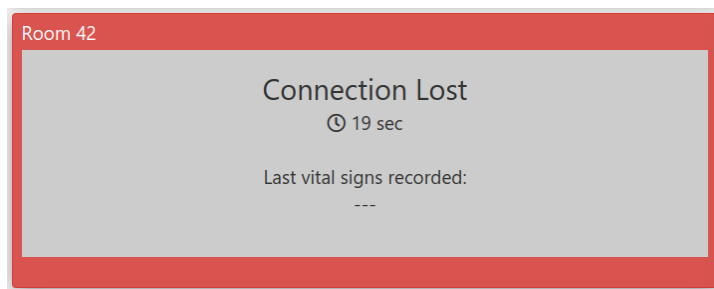 Room 42
Connection Lost
19 sec
Last vital signs recorded:
---